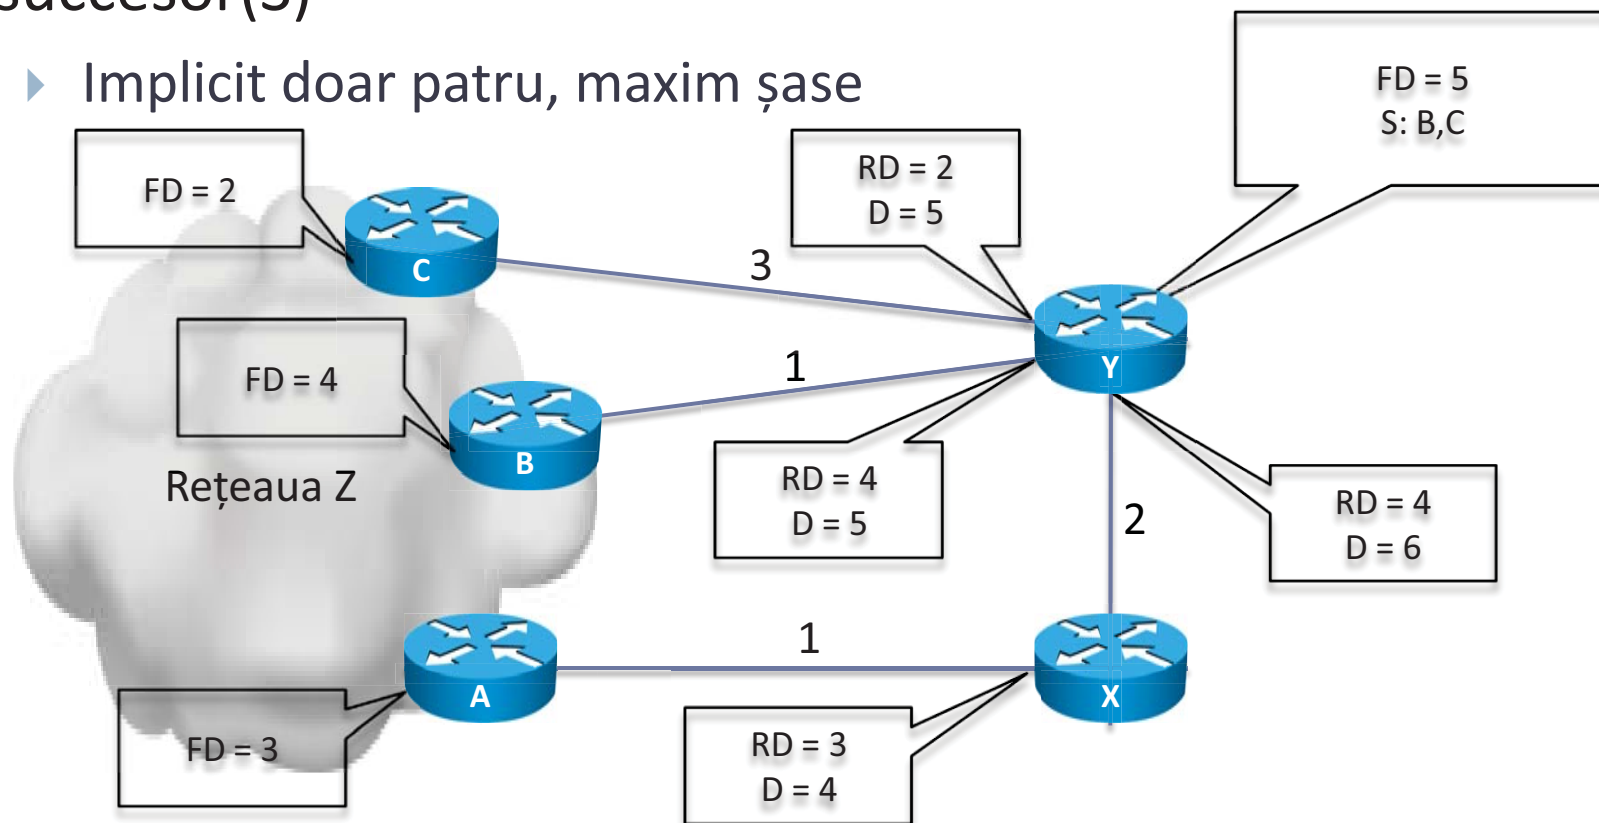 succesor(S)
Implicit doar patru, maxim șase
FD = 5
S: B,C
FD = 2
RD = 2
D = 5
C
3
FD = 4
1
Y
B
Rețeaua Z
RD = 4
D = 5
2
RD = 4
D = 6
1
A
X
FD = 3
RD = 3
D = 4